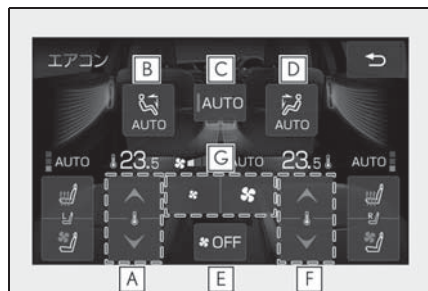 エアコン
B C D
AUTO AUTO AUTO
G
AUTO 23.5 AUTO 23.5 AUTO
L R
OFF
A E F